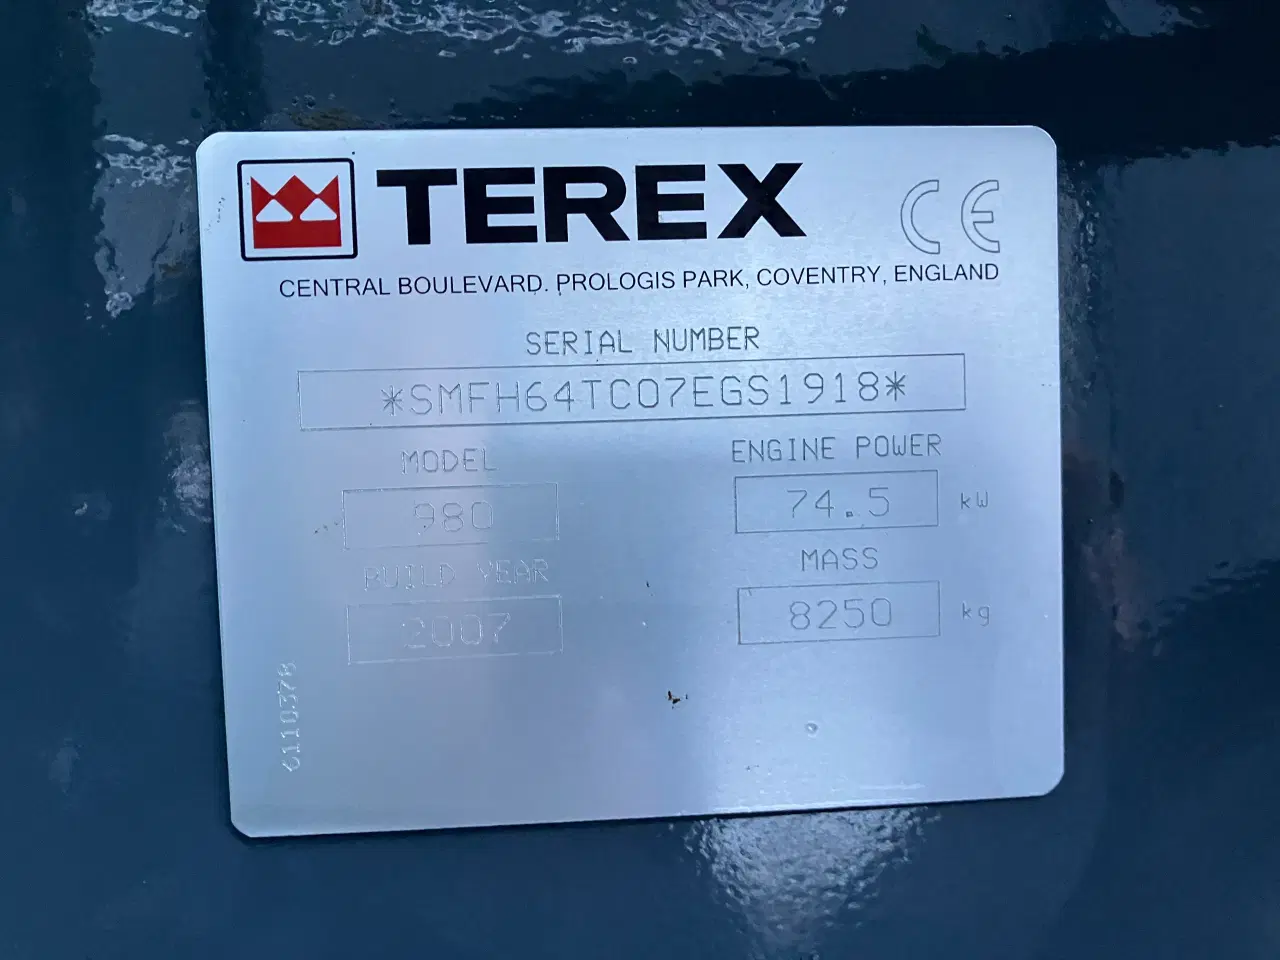 TEREX CE
CENTRAL BOULEVARD. PROLOGIS PARK, COVENTRY, ENGLAND
SERIAL NUMBER
*SMFH64TC07EGS1918*
MODEL
980
ENGINE POWER
74.5 kW
BUILD YEAR
2007
MASS
8250 kg
6110378